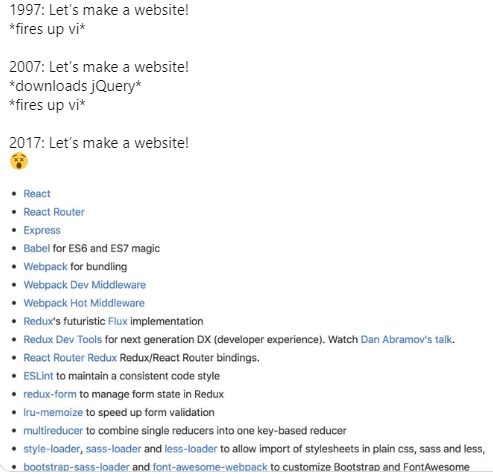 1997: Let's make a website!
*fires up vi*
2007: Let's make a website!
*downloads jQuery*
*fires up vi*
2017: Let's make a website!
• React
• React Router
• Express
• Babel for ES6 and ES7 magic
• Webpack for bundling
• Webpack Dev Middleware
• Webpack Hot Middleware
• Redux's futuristic Flux implementation
• Redux Dev Tools for next generation DX (developer experience). Watch Dan Abramov's talk.
• React Router Redux Redux/React Router bindings.
• ESLint to maintain a consistent code style
• redux-form to manage form state in Redux
• lru-memoize to speed up form validation
• multireducer to combine single reducers into one key-based reducer
• style-loader, sass-loader and less-loader to allow import of stylesheets in plain css, sass and less,
• bootstrap-sass-loader and font-awesome-webpack to customize Bootstrap and FontAwesome